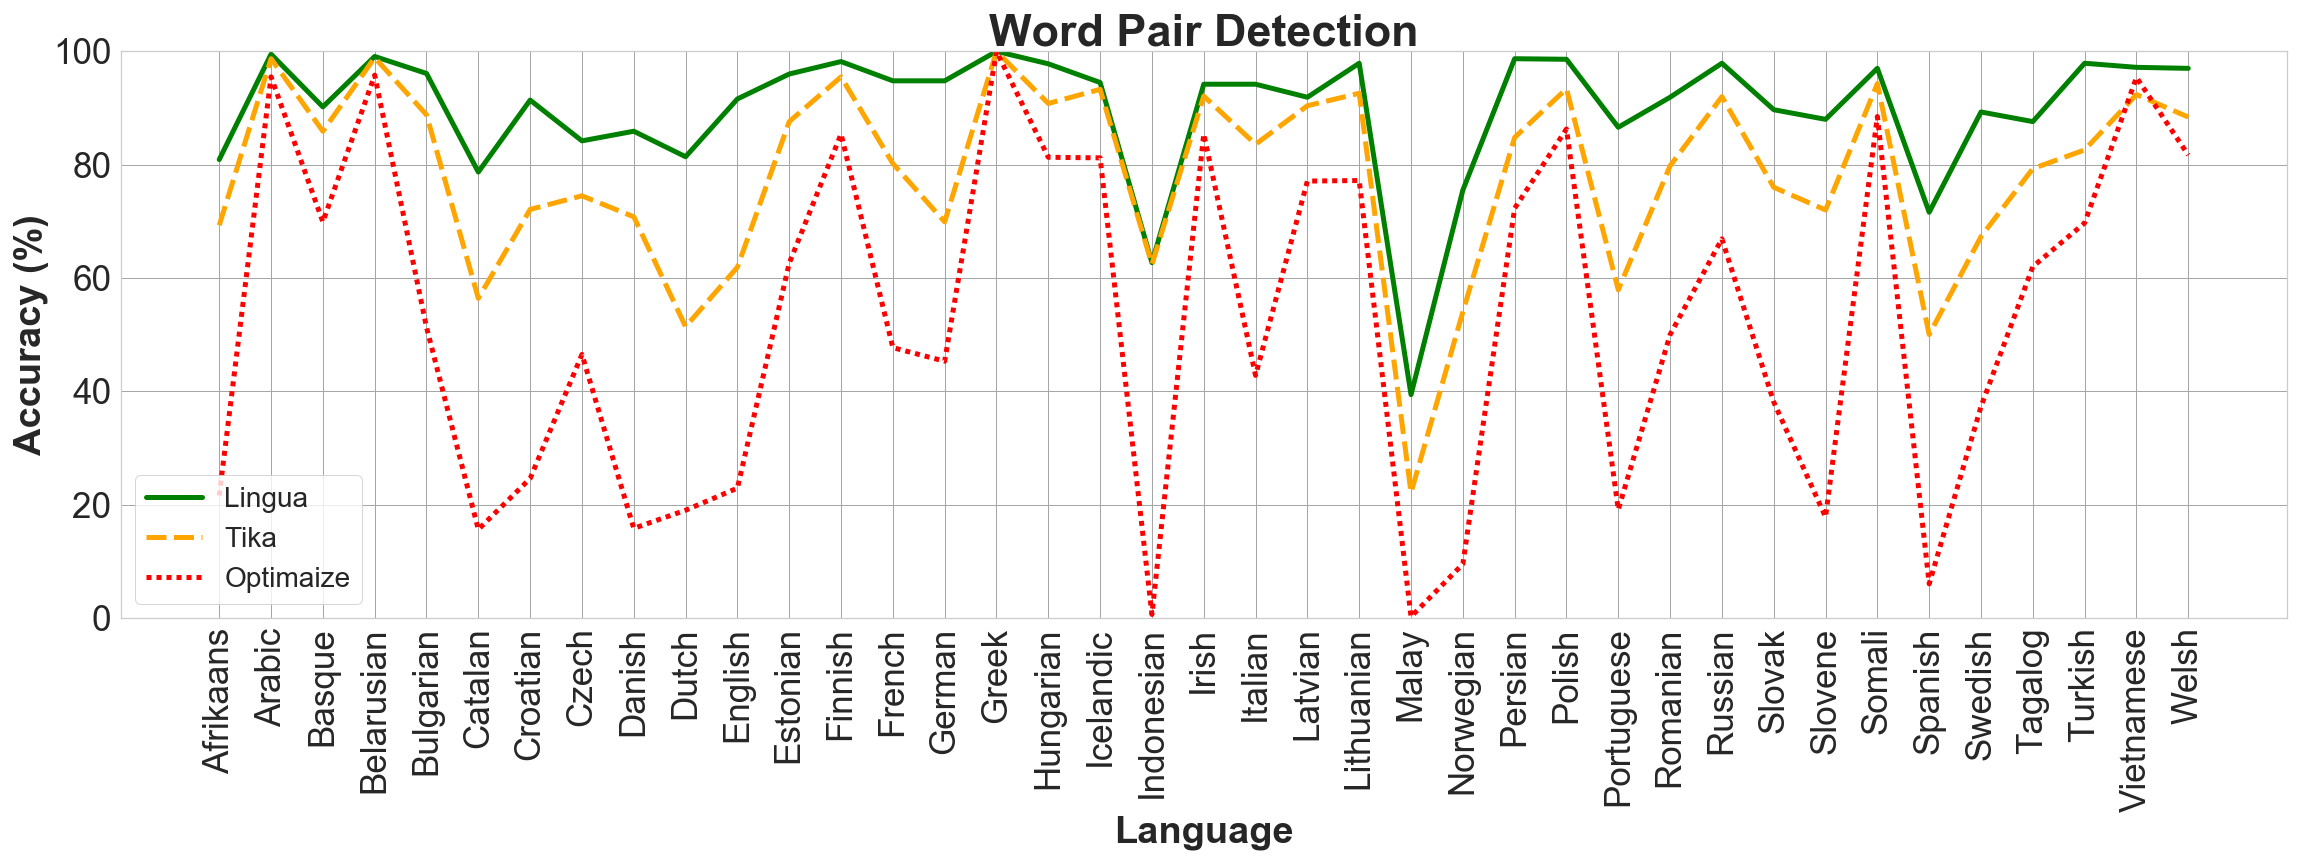 Word Pair Detection
Accuracy (%)
100
80
60
40
20
0
Lingua
Tika
Optimaize
Afrikaans
Arabic
Basque
Belarusian
Bulgarian
Catalan
Croatian
Czech
Danish
Dutch
English
Estonian
Finnish
French
German
Greek
Hungarian
Icelandic
Indonesian
Irish
Italian
Latvian
Lithuanian
Malay
Norwegian
Persian
Polish
Portuguese
Romanian
Russian
Slovak
Slovene
Somali
Spanish
Swedish
Tagalog
Turkish
Vietnamese
Welsh
Language